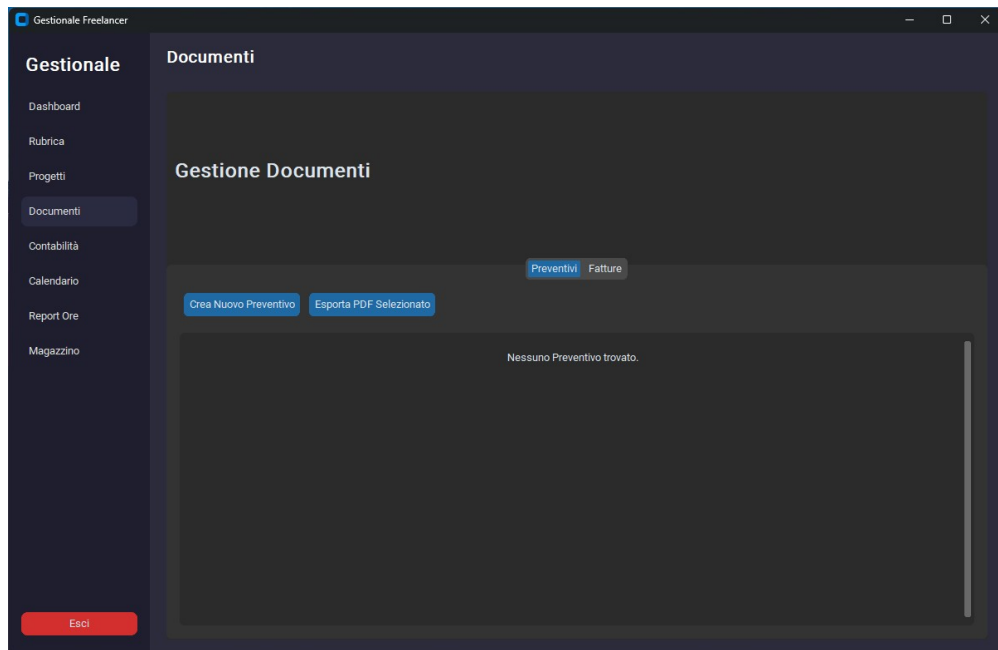 Gestionale Freelancer
Gestionale
Dashboard
Rubrica
Progetti
Documenti
Contabilità
Calendario
Report Ore
Magazzino
Esci
Documenti
Gestione Documenti
Preventivi Fatture
Crea Nuovo Preventivo Esporta PDF Selezionato
Nessuno Preventivo trovato.